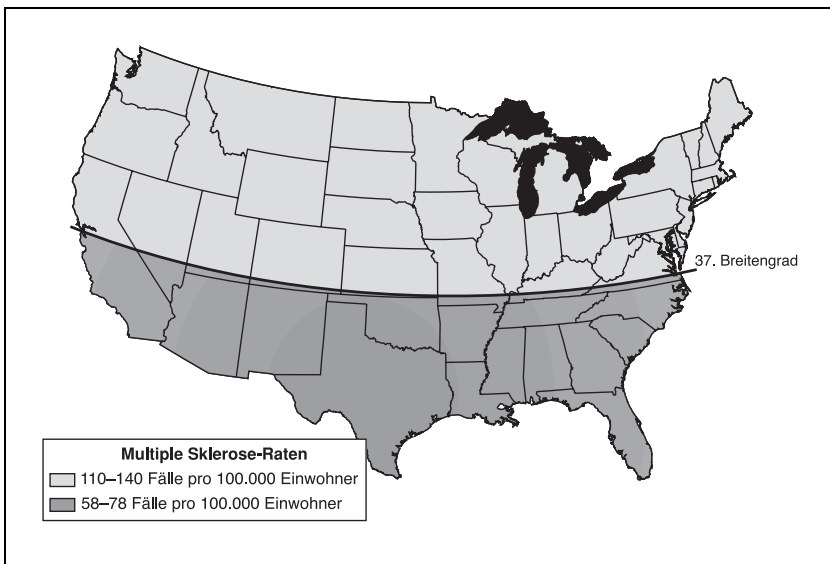 37. Breitengrad
Multiple Sklerose-Raten
110–140 Fälle pro 100.000 Einwohner
58–78 Fälle pro 100.000 Einwohner